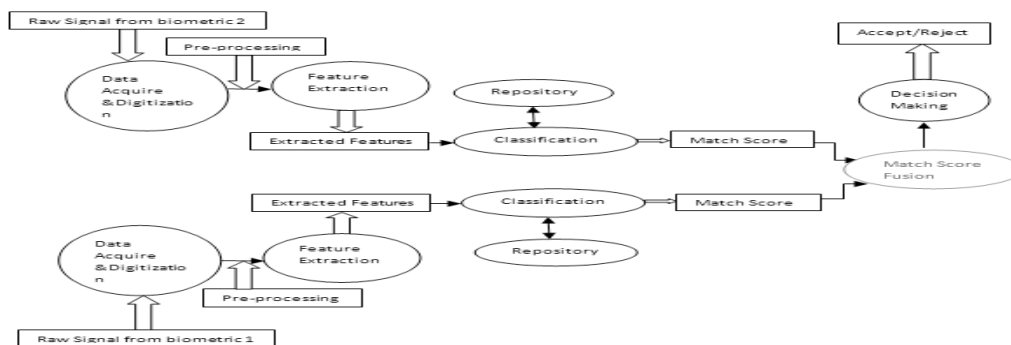 Raw Signal from biometric 2
Pre-processing
Data
Acquire
&Digitizatio
n
Feature
Extraction
Extracted Features
Repository
Classification
Match Score
Accept/Reject
Decision
Making
Match Score
Fusion
Extracted Features
Classification
Match Score
Repository
Data
Acquire
&Digitizatio
n
Feature
Extraction
Pre-processing
Raw Signal from biometric 1